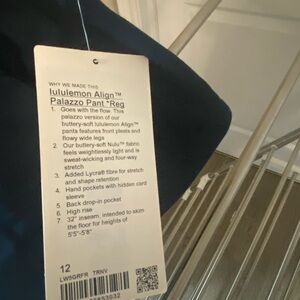 WHY WE MADE THIS
lululemon Align™
Palazzo Pant *Reg
1. Goes with the flow. This
palazzo version of our
buttery-soft lululemon Align™
pants features front pleats and
flowy wide legs
2. Our buttery-soft Nulu™ fabric
feels weightlessly light and is
sweat-wicking and four-way
stretch
3. Added Lycra® fibre for stretch
and shape retention
4. Hand pockets with hidden card
sleeve
5. Back drop-in pocket
6. High rise
7. 32" inseam, intended to skim
the floor for heights of
5'5"-5'8"
12
LW5GRFR TRNV